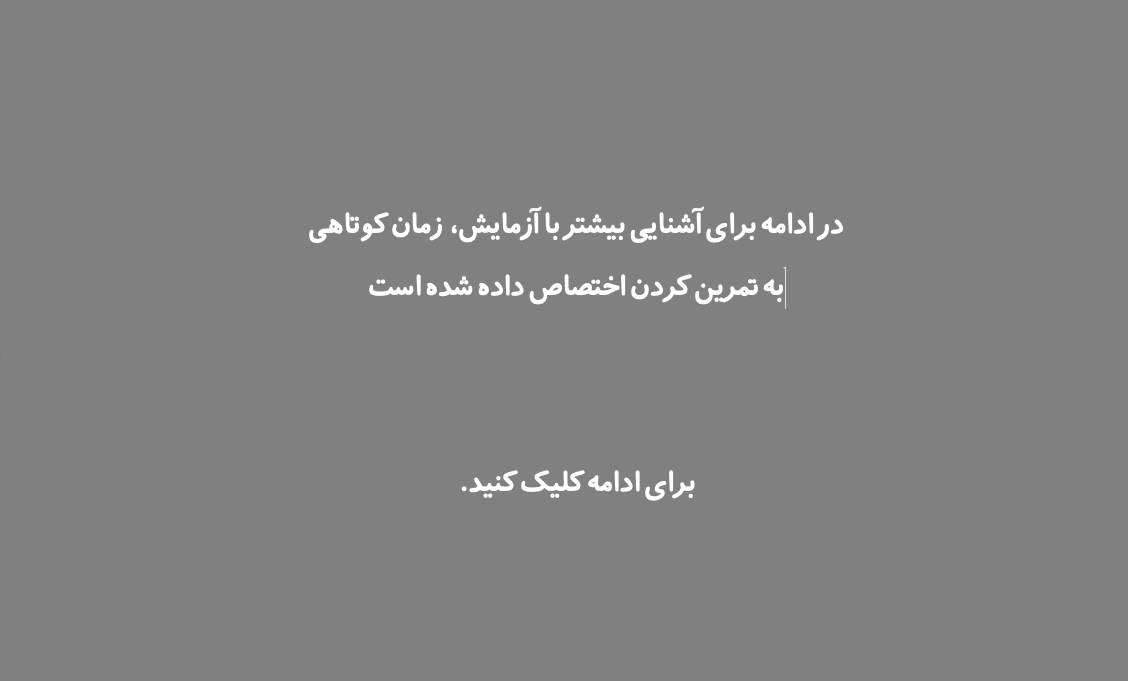 در ادامه برای آشنایی بیشتر با آزمایش، زمان کوتاهی
به تمرین کردن اختصاص داده شده است
برای ادامه کلیک کنید.